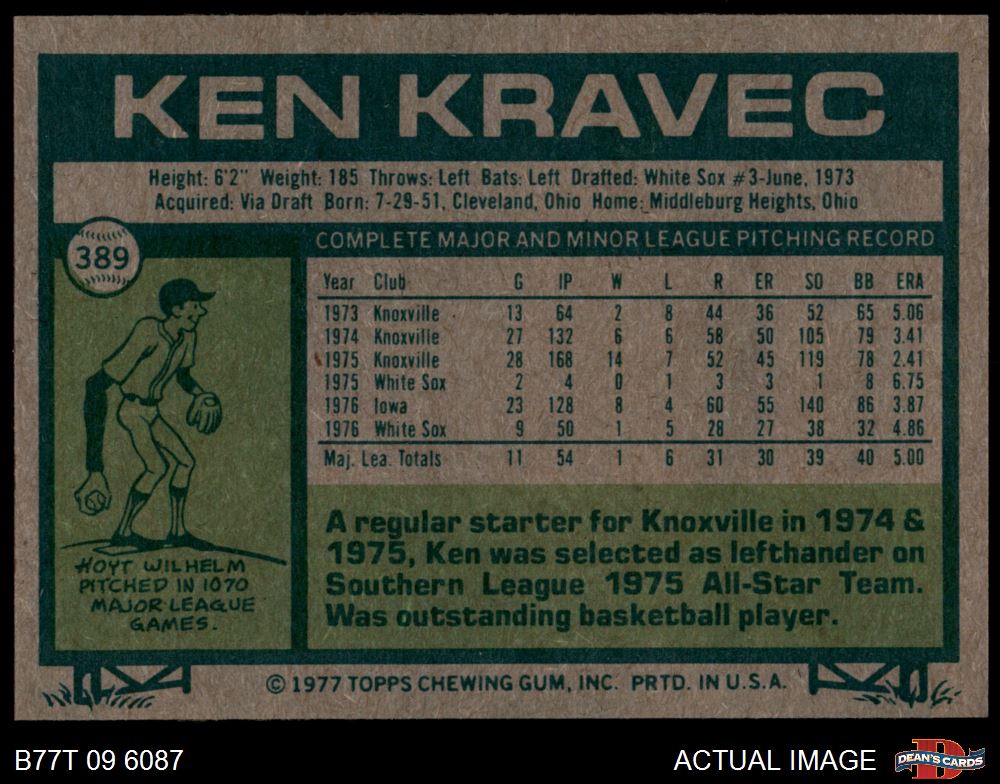 KEN KRAVEC
Height: 6'2" Weight: 185 Throws: Left Bats: Left Drafted: White Sox #3-June, 1973
Acquired: Via Draft Born: 7-29-51, Cleveland, Ohio Home: Middleburg Heights, Ohio
389
COMPLETE MAJOR AND MINOR LEAGUE PITCHING RECORD
Year Club G IP W L R ER SO BB ERA
1973 Knoxville 13 64 2 8 44 36 52 65 5.06
1974 Knoxville 27 132 6 6 58 50 105 79 3.41
1975 Knoxville 28 168 14 7 52 45 119 78 2.41
1975 White Sox 2 4 0 1 3 3 1 8 6.75
1976 Iowa 23 128 8 4 60 55 140 86 3.87
1976 White Sox 9 50 1 5 28 27 38 32 4.86
Maj. Lea. Totals 11 54 1 6 31 30 39 40 5.00
HOYT WILHELM
PITCHED IN 1070
MAJOR LEAGUE
GAMES.
A regular starter for Knoxville in 1974 &
1975, Ken was selected as lefthander on
Southern League 1975 All-Star Team.
Was outstanding basketball player.
© 1977 TOPPS CHEWING GUM, INC. PRTD. IN U.S.A.
B77T 09 6087
ACTUAL IMAGE
D
DEAN'S CARDS